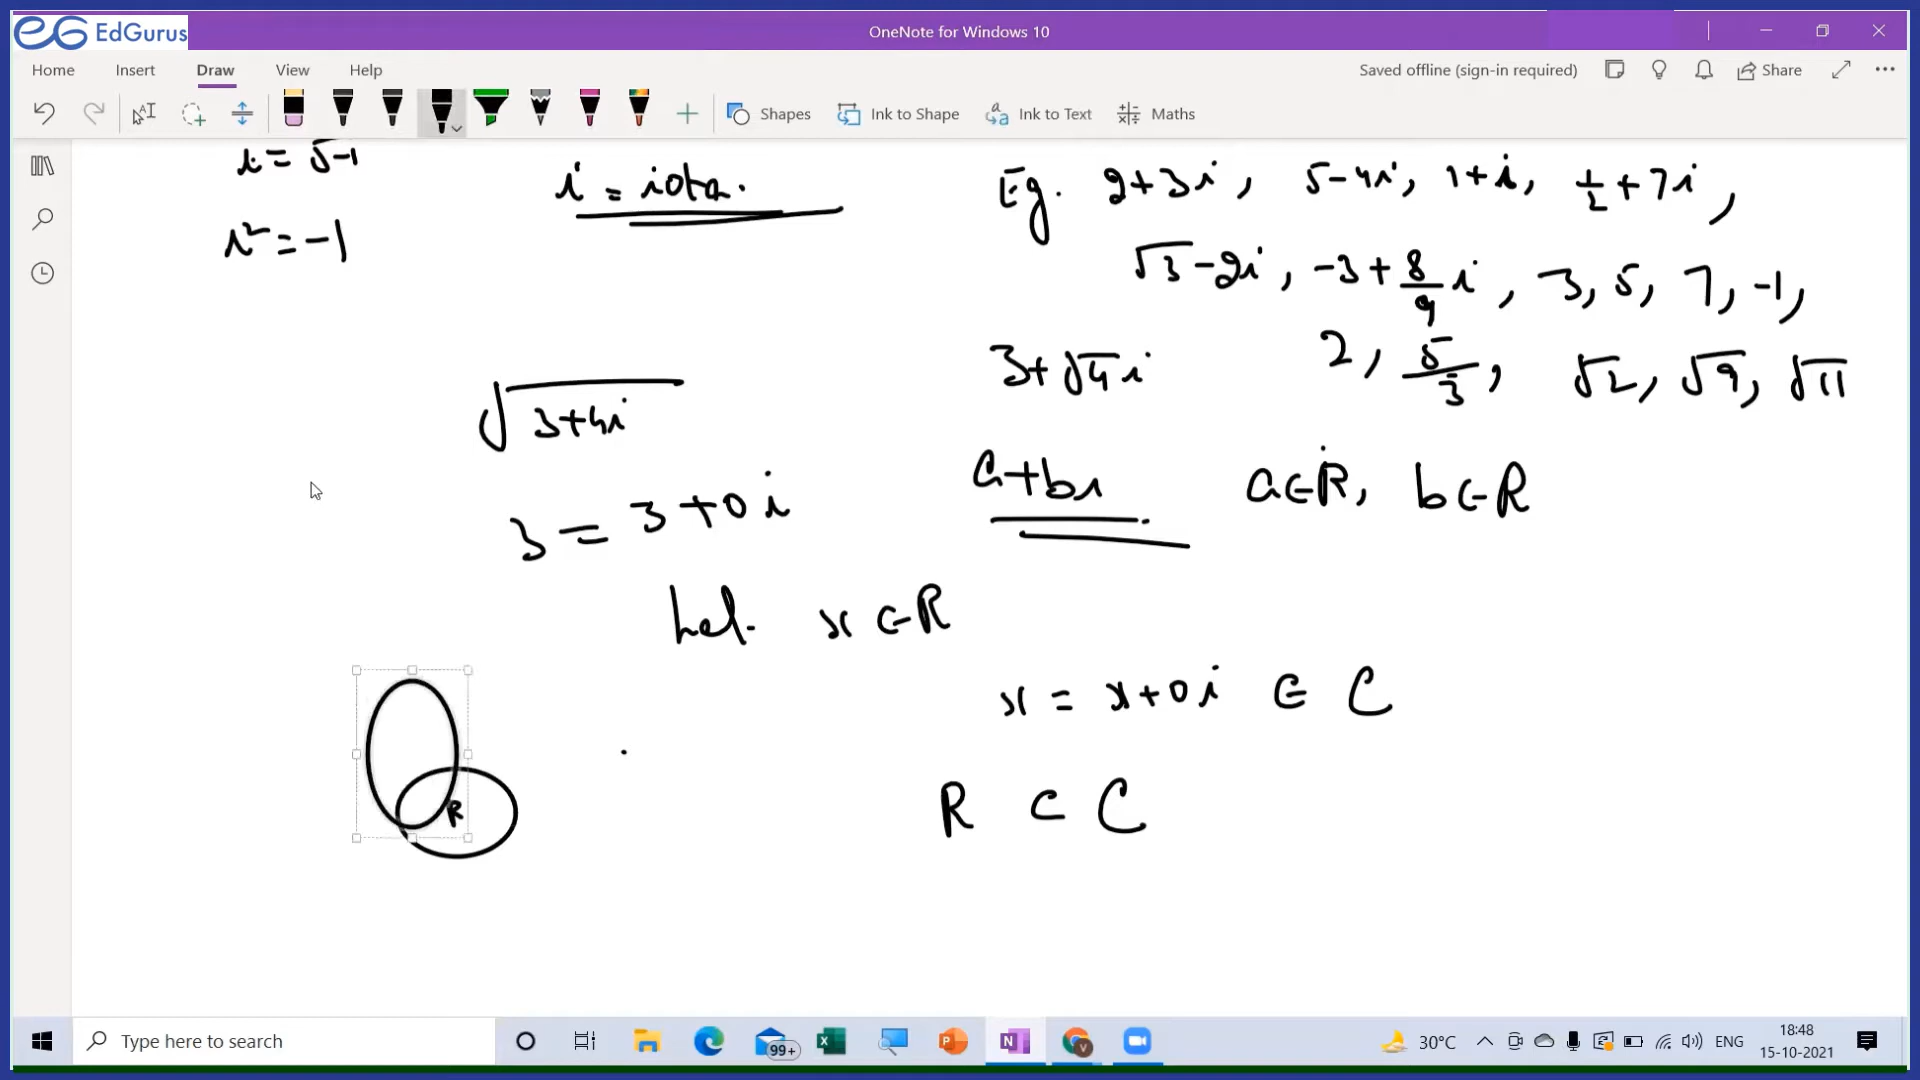 EdGurus
OneNote for Windows 10
Home Insert Draw View Help
Saved offline (sign-in required) Share
Shapes Ink to Shape Ink to Text Maths
i = √-1
i² = -1
i = iota.
Eg. 2+3i, 5-4i, 1+i, 1/2+7i,
√3-2i, -3+8/9 i, 3, 5, 7, -1,
3+√4i 2, 5/3, √2, √9, √11
√3+4i
a+bi a∈R, b∈R
3 = 3+0i
Let x ∈ R
x = x+0i ∈ C
R ⊂ C
R
Type here to search
99+
30°C
ENG
18:48
15-10-2021